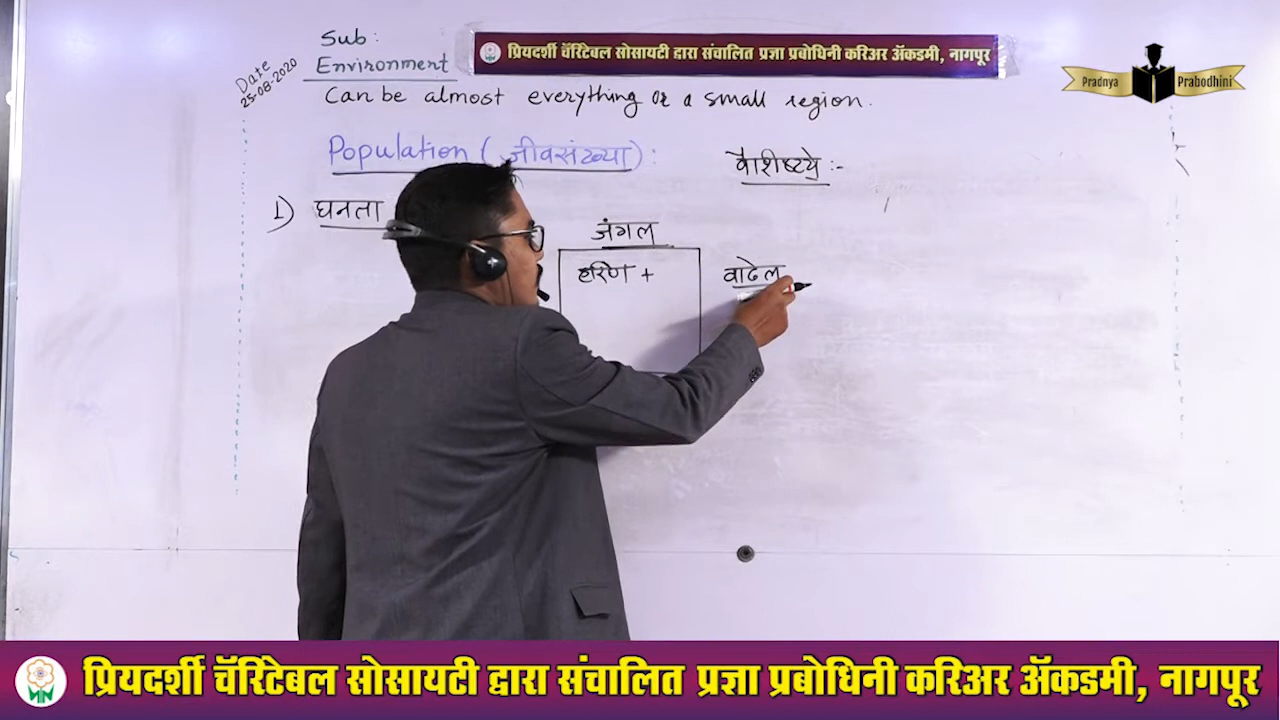 Sub:
Environment
Date
25-08-2020
प्रियदर्शी चॅरिटेबल सोसायटी द्वारा संचालित प्रज्ञा प्रबोधिनी करिअर ॲकडमी, नागपूर
Pradnya Prabodhini
Can be almost everything or a small region.
Population (जीवसंख्या):
वैशिष्टये :-
1) घनता
जंगल
हरिण +
वाढेल
प्रियदर्शी चॅरिटेबल सोसायटी द्वारा संचालित प्रज्ञा प्रबोधिनी करिअर ॲकडमी, नागपूर